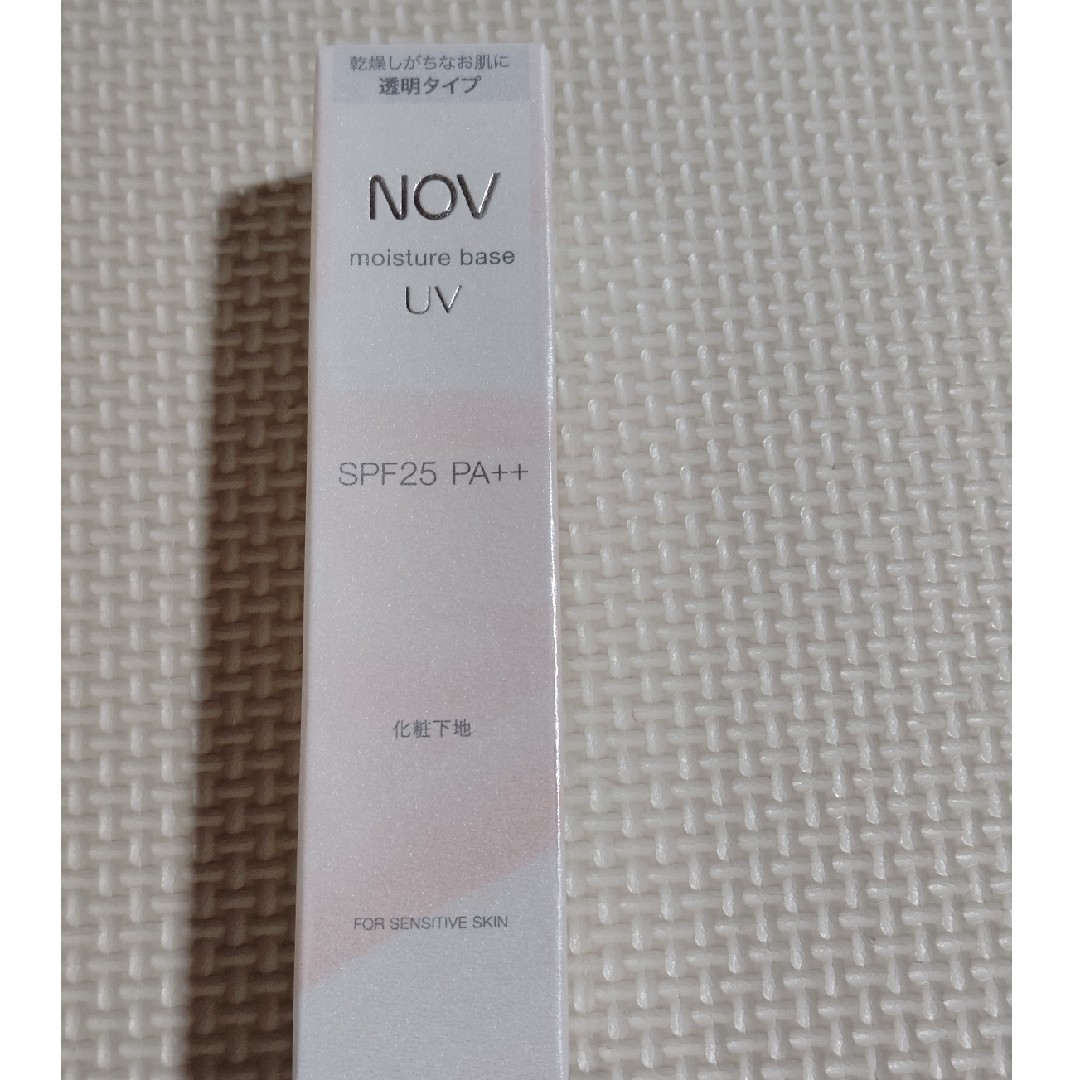 乾燥しがちなお肌に
透明タイプ
NOV
moisture base
UV
SPF25 PA++
化粧下地
FOR SENSITIVE SKIN